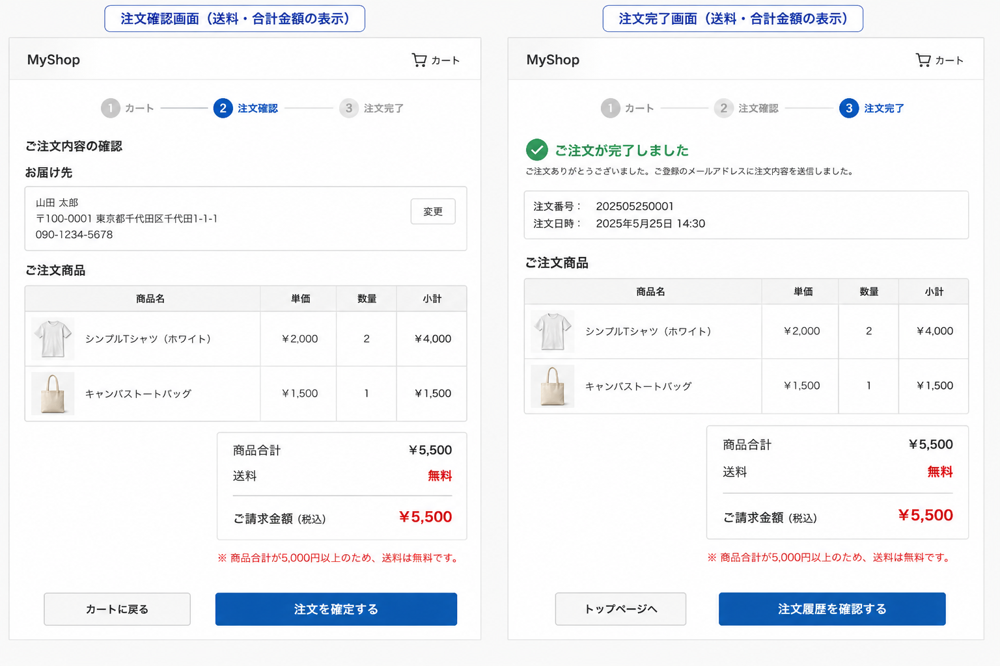 注文確認画面（送料・合計金額の表示）
MyShop
カート
1 カート
2 注文確認
3 注文完了
ご注文内容の確認
お届け先
山田 太郎
〒100-0001 東京都千代田区千代田1-1-1
090-1234-5678
変更
ご注文商品
商品名 単価 数量 小計
シンプルTシャツ（ホワイト） ¥2,000 2 ¥4,000
キャンバストートバッグ ¥1,500 1 ¥1,500
商品合計 ¥5,500
送料 無料
ご請求金額 (税込) ¥5,500
※ 商品合計が5,000円以上のため、送料は無料です。
カートに戻る
注文を確定する
注文完了画面（送料・合計金額の表示）
MyShop
カート
1 カート
2 注文確認
3 注文完了
ご注文が完了しました
ご注文ありがとうございました。ご登録のメールアドレスに注文内容を送信しました。
注文番号： 202505250001
注文日時： 2025年5月25日 14:30
ご注文商品
商品名 単価 数量 小計
シンプルTシャツ（ホワイト） ¥2,000 2 ¥4,000
キャンバストートバッグ ¥1,500 1 ¥1,500
商品合計 ¥5,500
送料 無料
ご請求金額 (税込) ¥5,500
※ 商品合計が5,000円以上のため、送料は無料です。
トップページへ
注文履歴を確認する